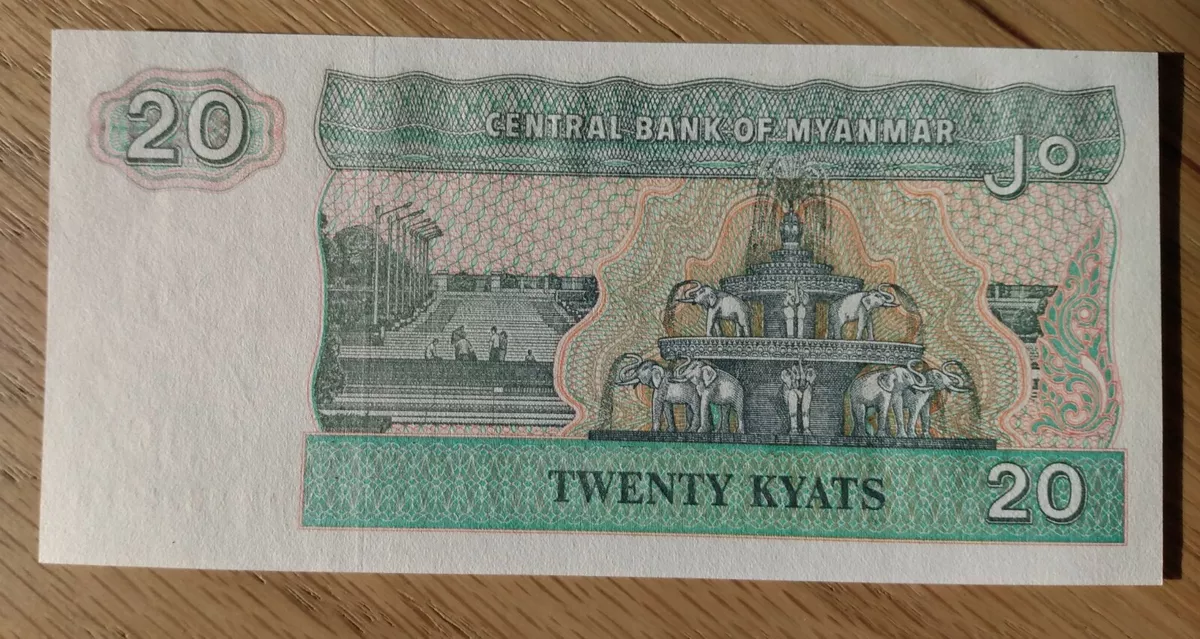 20
CENTRAL BANK OF MYANMAR
၂၀
TWENTY KYATS
20